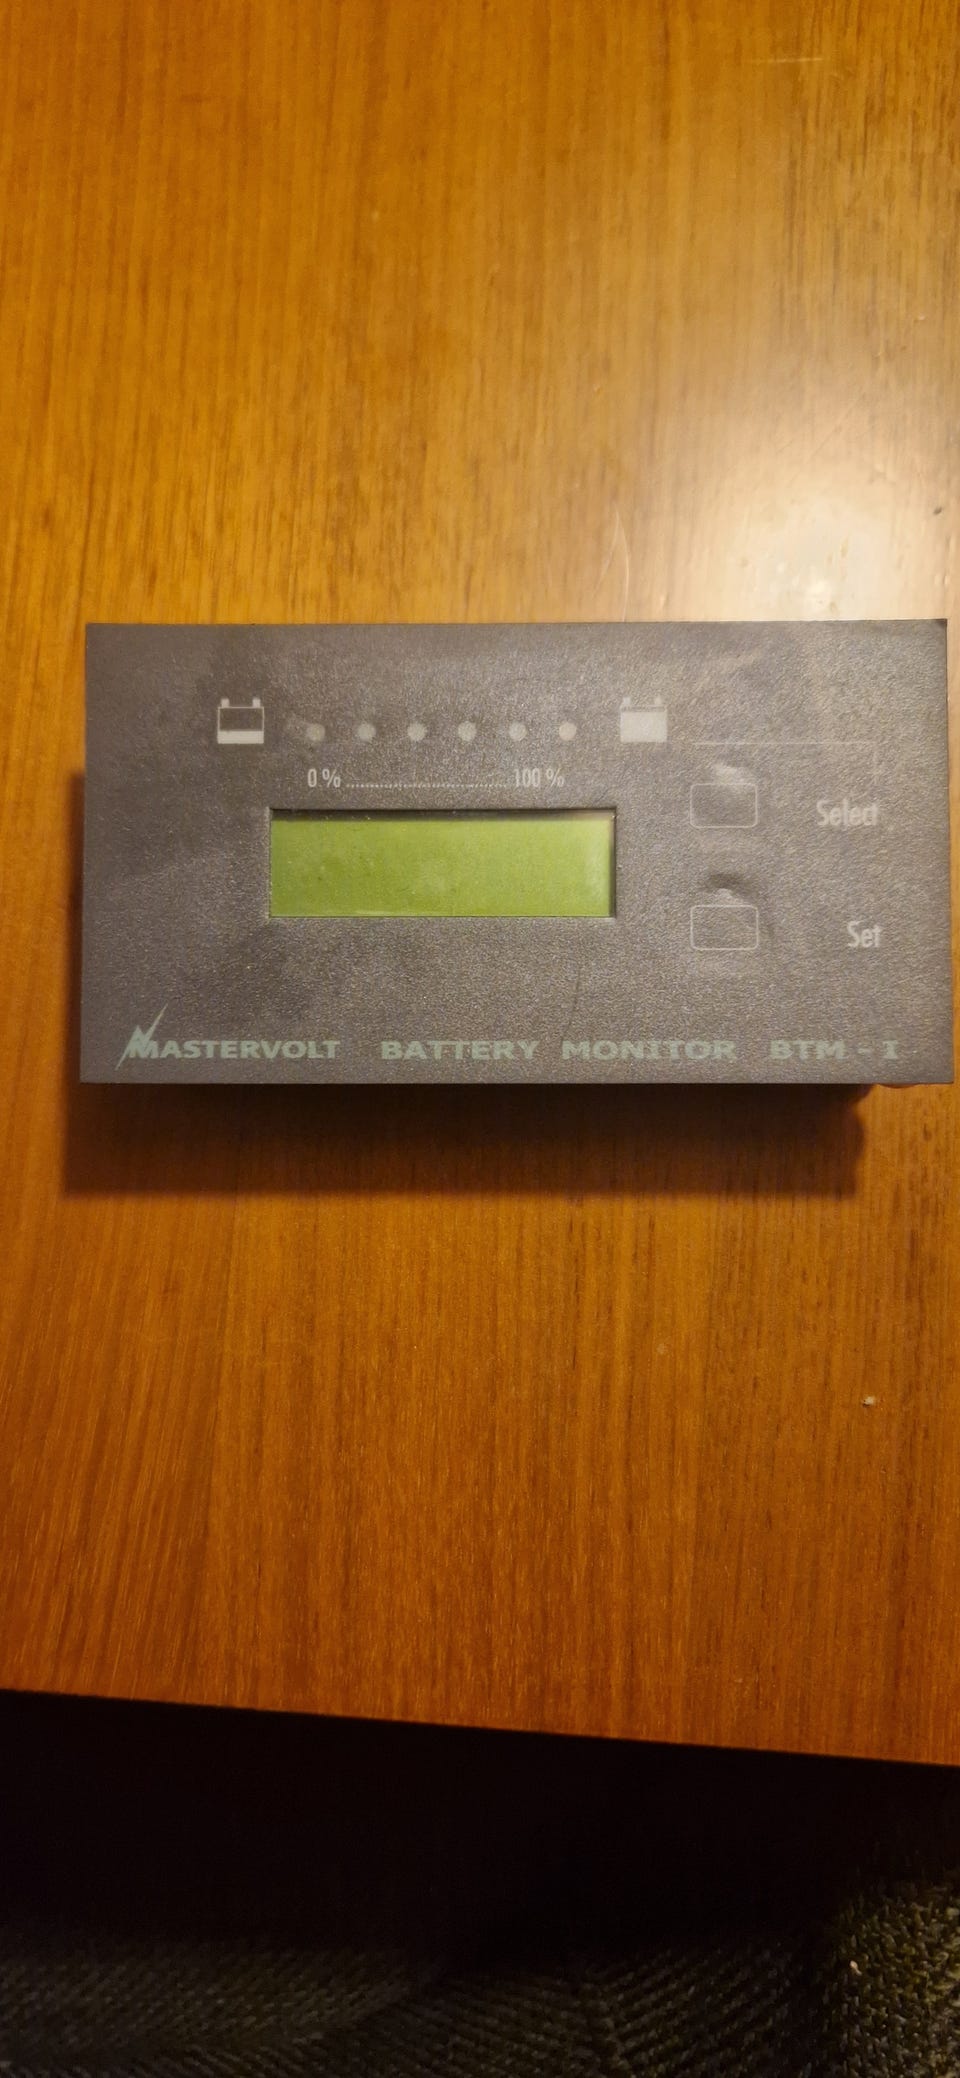 0 % 100 %
Select
Set
MASTERVOLT BATTERY MONITOR BTM - I